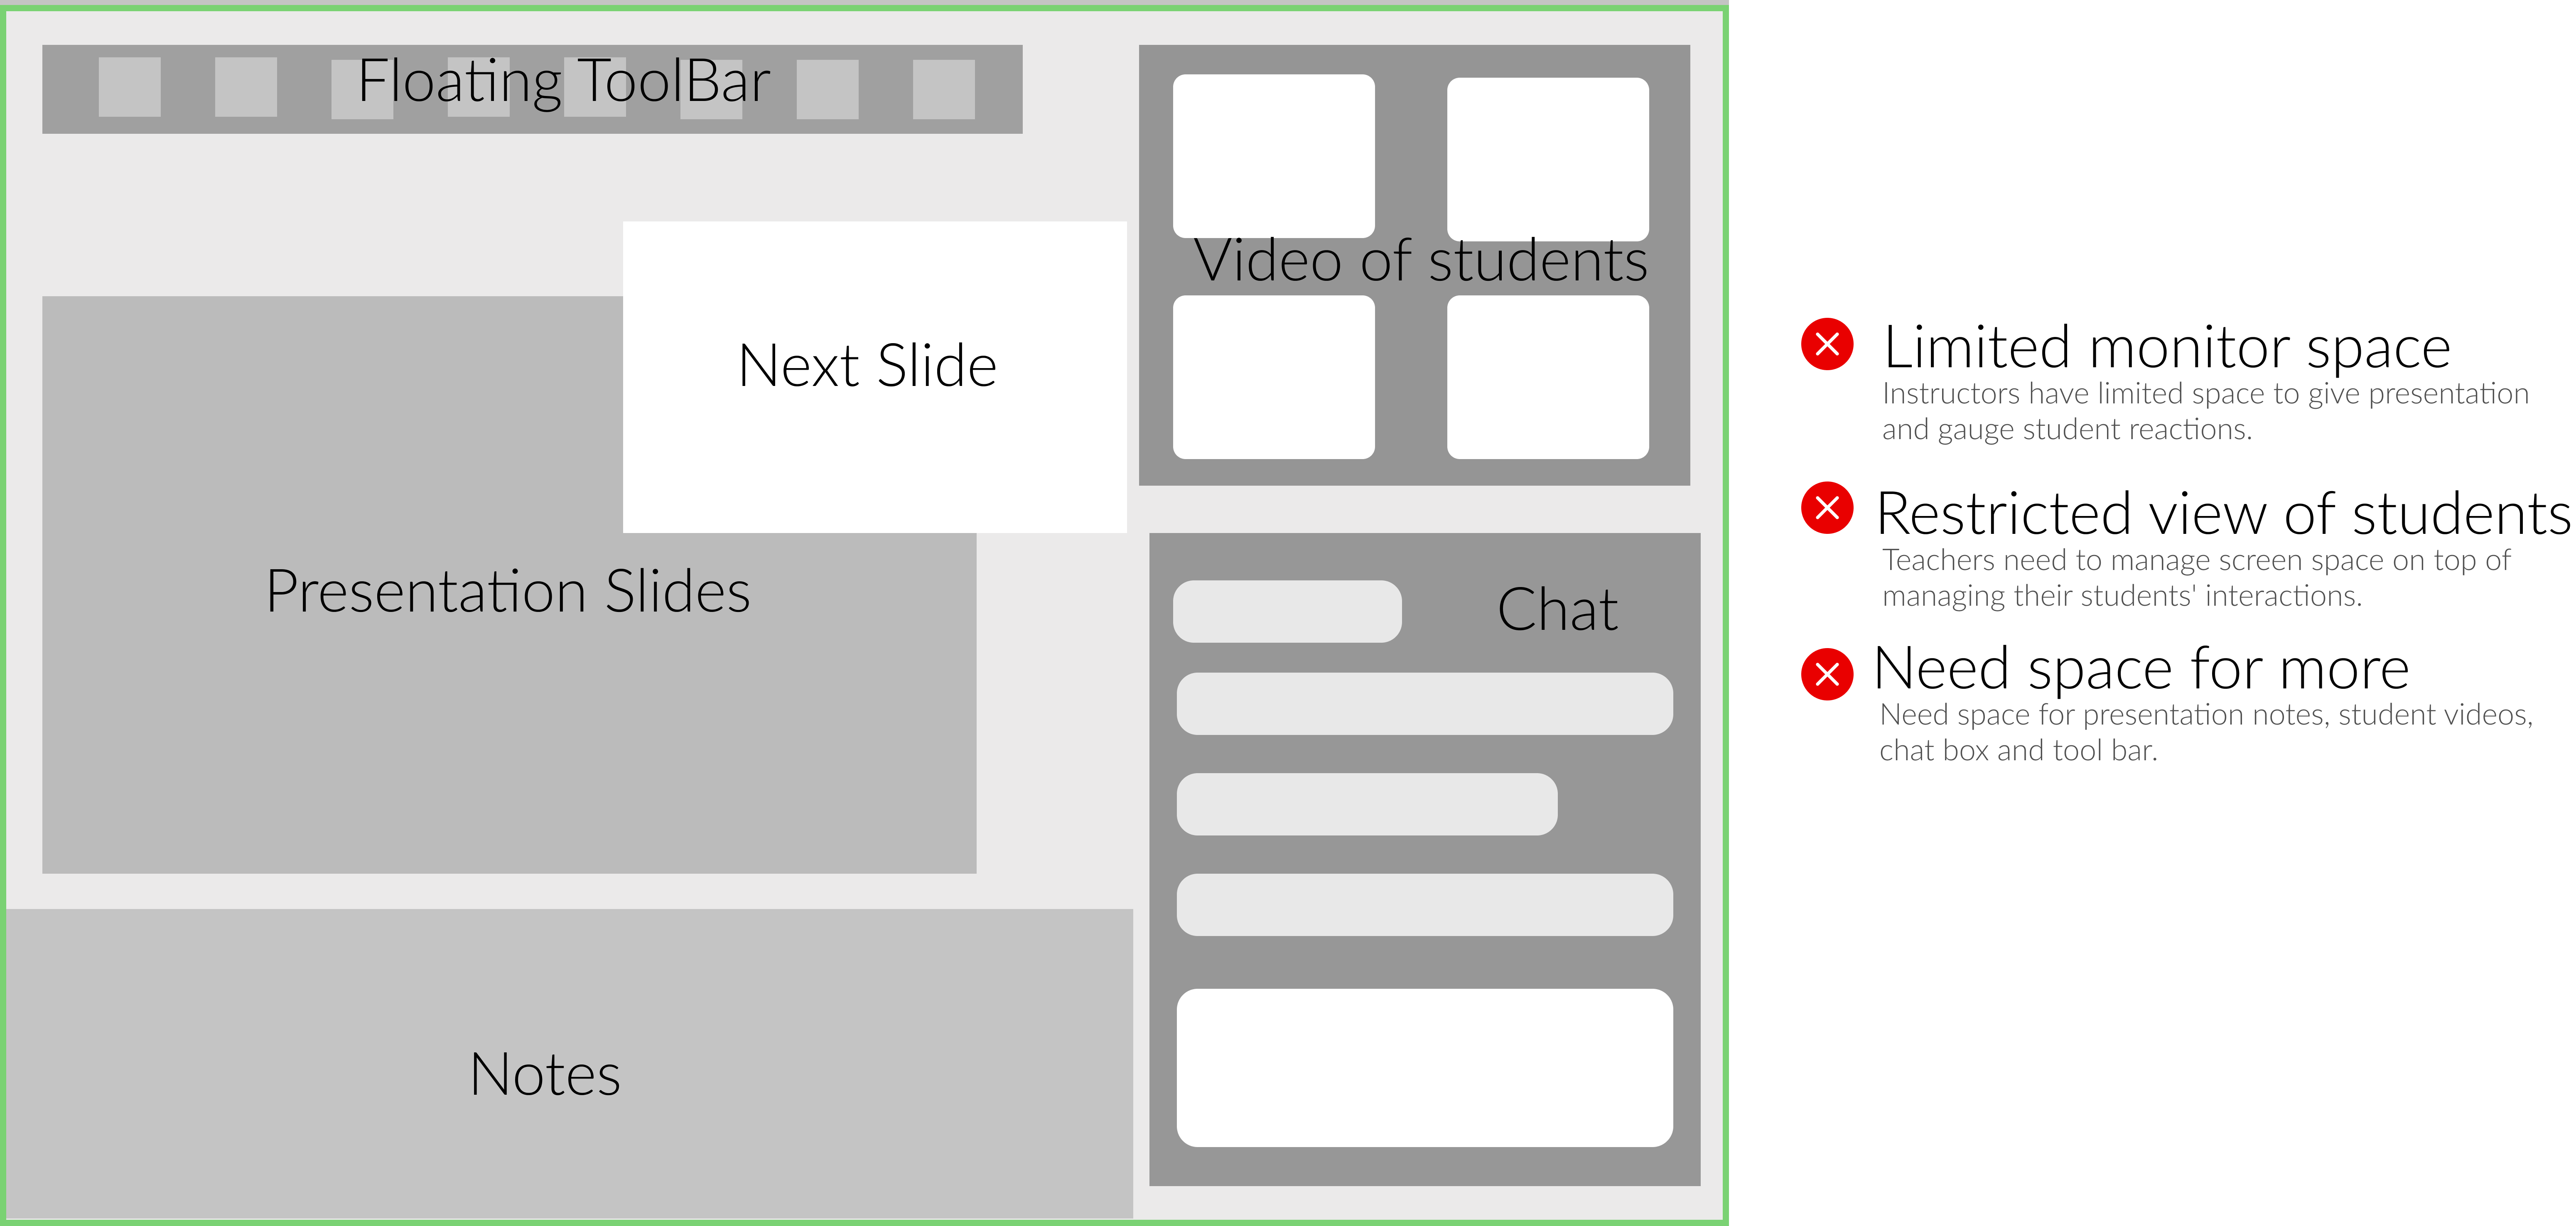 Floating ToolBar
Video of students
Next Slide
Presentation Slides
Chat
Notes
Limited monitor space
Instructors have limited space to give presentation
and gauge student reactions.
Restricted view of students
Teachers need to manage screen space on top of
managing their students' interactions.
Need space for more
Need space for presentation notes, student videos,
chat box and tool bar.